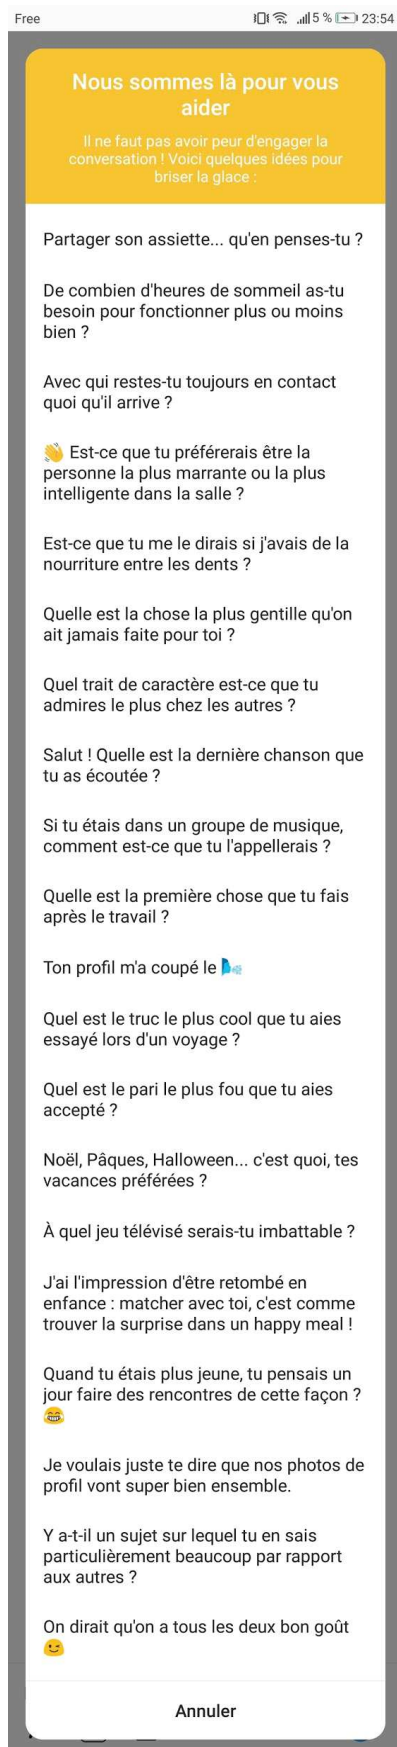 Free 5 % 23:54
Nous sommes là pour vous
aider
Il ne faut pas avoir peur d'engager la
conversation ! Voici quelques idées pour
briser la glace :
Partager son assiette... qu'en penses-tu ?
De combien d'heures de sommeil as-tu
besoin pour fonctionner plus ou moins
bien ?
Avec qui restes-tu toujours en contact
quoi qu'il arrive ?
👋 Est-ce que tu préférerais être la
personne la plus marrante ou la plus
intelligente dans la salle ?
Est-ce que tu me le dirais si j'avais de la
nourriture entre les dents ?
Quelle est la chose la plus gentille qu'on
ait jamais faite pour toi ?
Quel trait de caractère est-ce que tu
admires le plus chez les autres ?
Salut ! Quelle est la dernière chanson que
tu as écoutée ?
Si tu étais dans un groupe de musique,
comment est-ce que tu l'appellerais ?
Quelle est la première chose que tu fais
après le travail ?
Ton profil m'a coupé le 🌬️
Quel est le truc le plus cool que tu aies
essayé lors d'un voyage ?
Quel est le pari le plus fou que tu aies
accepté ?
Noël, Pâques, Halloween... c'est quoi, tes
vacances préférées ?
À quel jeu télévisé serais-tu imbattable ?
J'ai l'impression d'être retombé en
enfance : matcher avec toi, c'est comme
trouver la surprise dans un happy meal !
Quand tu étais plus jeune, tu pensais un
jour faire des rencontres de cette façon ?
😂
Je voulais juste te dire que nos photos de
profil vont super bien ensemble.
Y a-t-il un sujet sur lequel tu en sais
particulièrement beaucoup par rapport
aux autres ?
On dirait qu'on a tous les deux bon goût
😉
Annuler